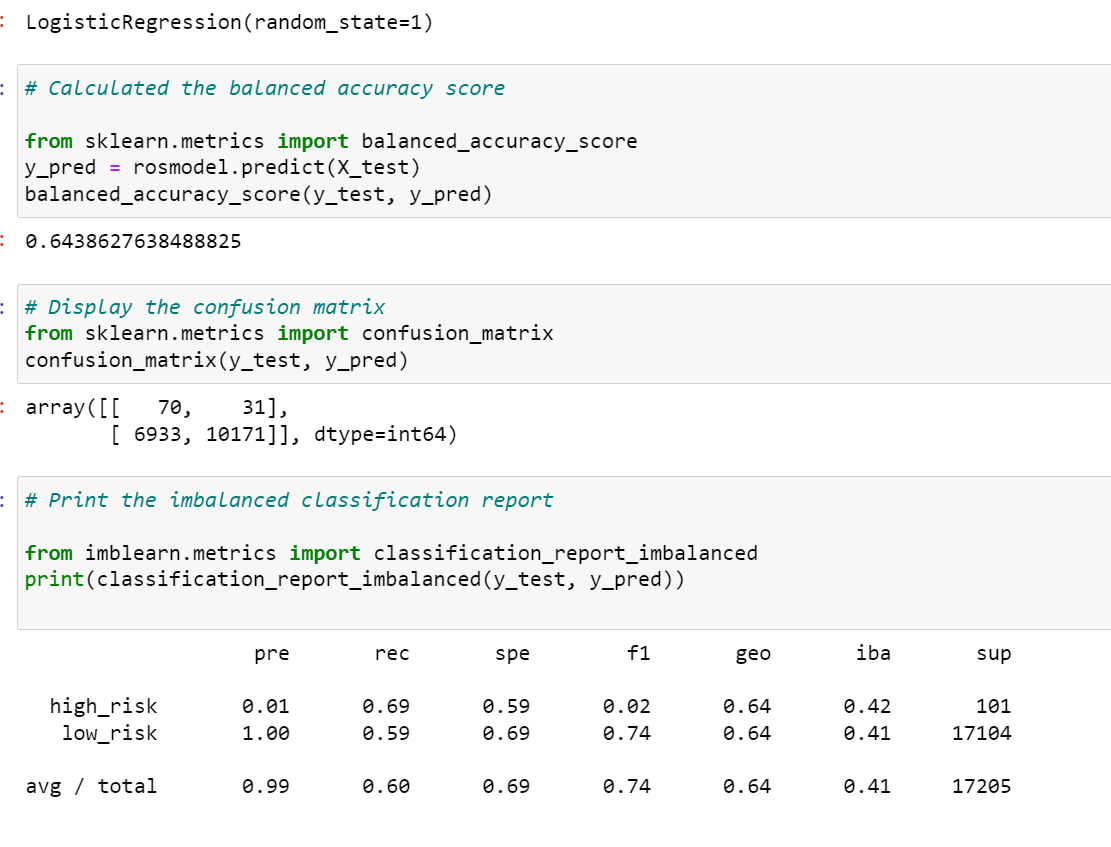 : LogisticRegression(random_state=1)
: # Calculated the balanced accuracy score
from sklearn.metrics import balanced_accuracy_score
y_pred = rosmodel.predict(X_test)
balanced_accuracy_score(y_test, y_pred)
: 0.6438627638488825
: # Display the confusion matrix
from sklearn.metrics import confusion_matrix
confusion_matrix(y_test, y_pred)
: array([[   70,    31],
       [ 6933, 10171]], dtype=int64)
: # Print the imbalanced classification report
from imblearn.metrics import classification_report_imbalanced
print(classification_report_imbalanced(y_test, y_pred))
pre rec spe f1 geo iba sup
high_risk 0.01 0.69 0.59 0.02 0.64 0.42 101
low_risk 1.00 0.59 0.69 0.74 0.64 0.41 17104
avg / total 0.99 0.60 0.69 0.74 0.64 0.41 17205